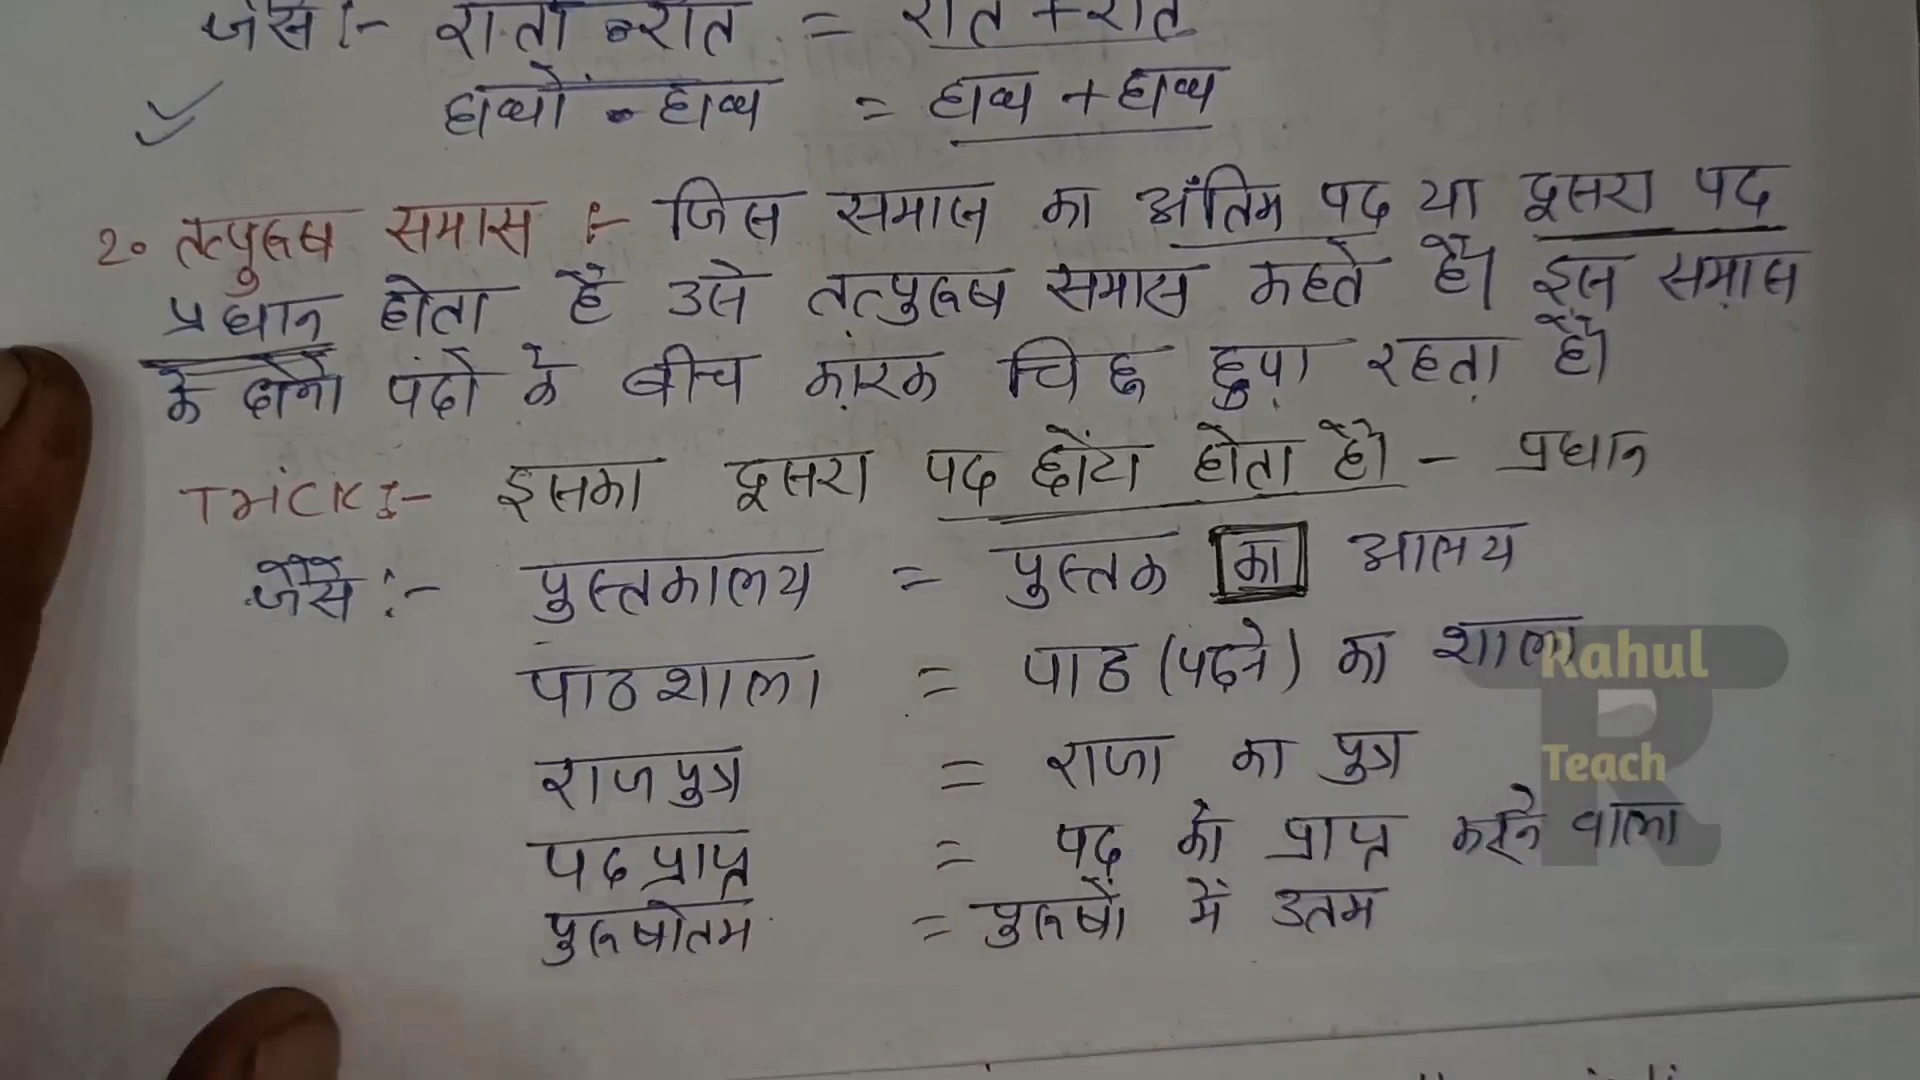 जैसे :- रातों-रात = रात + रात
हाथों-हाथ = हाथ + हाथ
2. तत्पुरूष समास :- जिस समास का अंतिम पद या दूसरा पद
प्रधान होता है उसे तत्पुरूष समास कहते है। इस समास
के दोनो पदो के बीच कारक चिह्न छुपा रहता है।
TRICK :- इसका दूसरा पद छोटा होता है। - प्रधान
जैसे :- पुस्तकालय = पुस्तक का आलय
पाठशाला = पाठ (पढ़ने) का शाला
राजपुत्र = राजा का पुत्र
पदप्राप्त = पद को प्राप्त करने वाला
पुरूषोतम = पुरूषों में उतम
Rahul
Teach
R